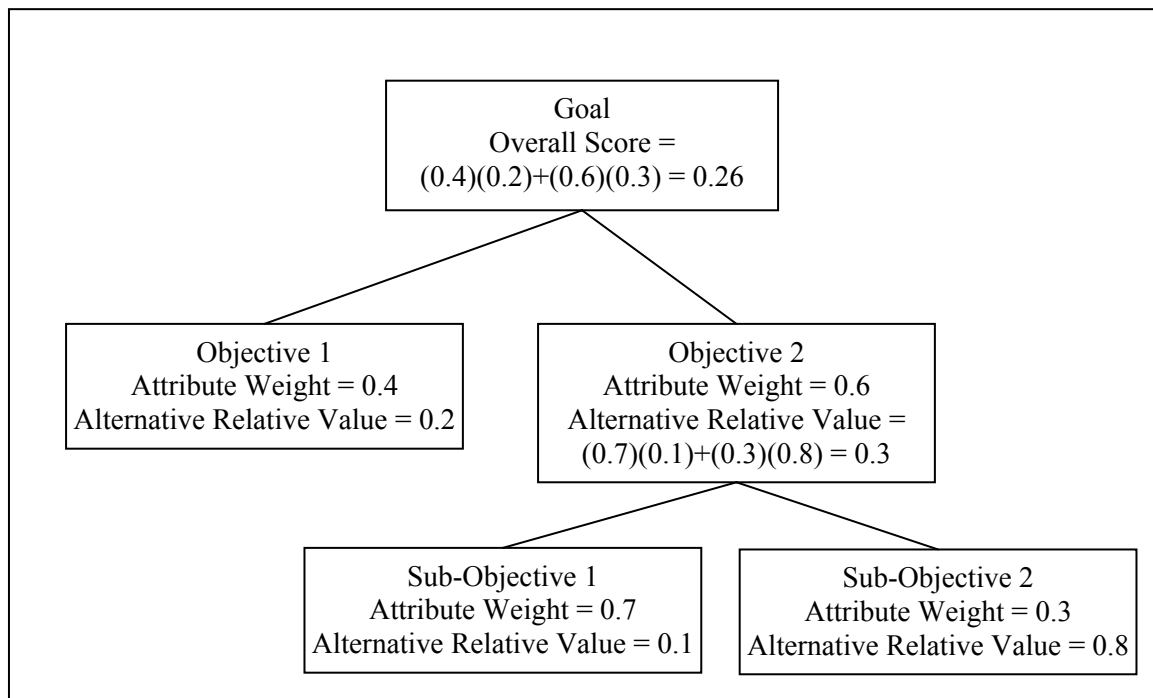 Goal
Overall Score =
(0.4)(0.2)+(0.6)(0.3) = 0.26
Objective 1
Attribute Weight = 0.4
Alternative Relative Value = 0.2
Objective 2
Attribute Weight = 0.6
Alternative Relative Value =
(0.7)(0.1)+(0.3)(0.8) = 0.3
Sub-Objective 1
Attribute Weight = 0.7
Alternative Relative Value = 0.1
Sub-Objective 2
Attribute Weight = 0.3
Alternative Relative Value = 0.8